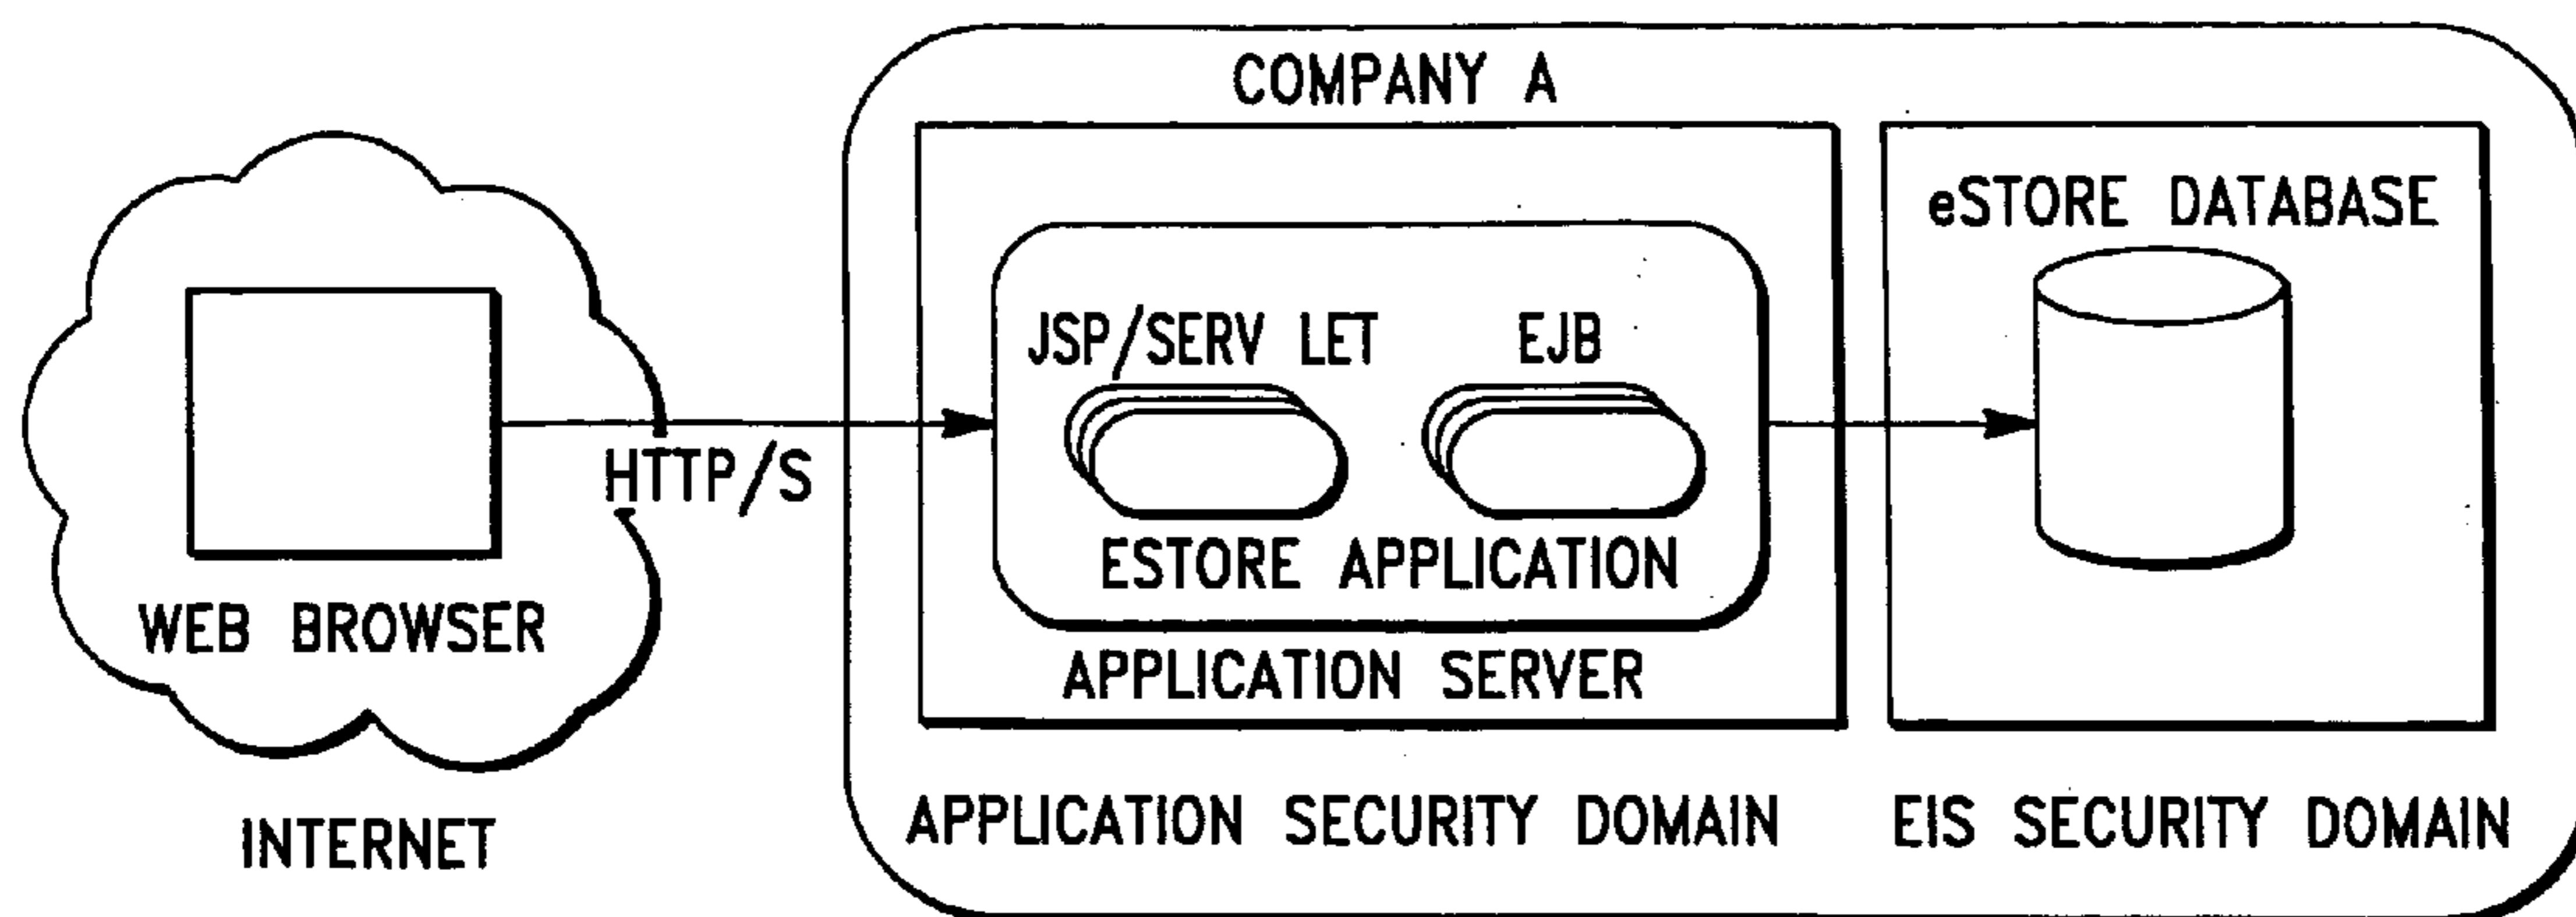 COMPANY A
eSTORE DATABASE
JSP/SERV LET
EJB
HTTP/S
ESTORE APPLICATION
WEB BROWSER
APPLICATION SERVER
INTERNET
APPLICATION SECURITY DOMAIN
EIS SECURITY DOMAIN